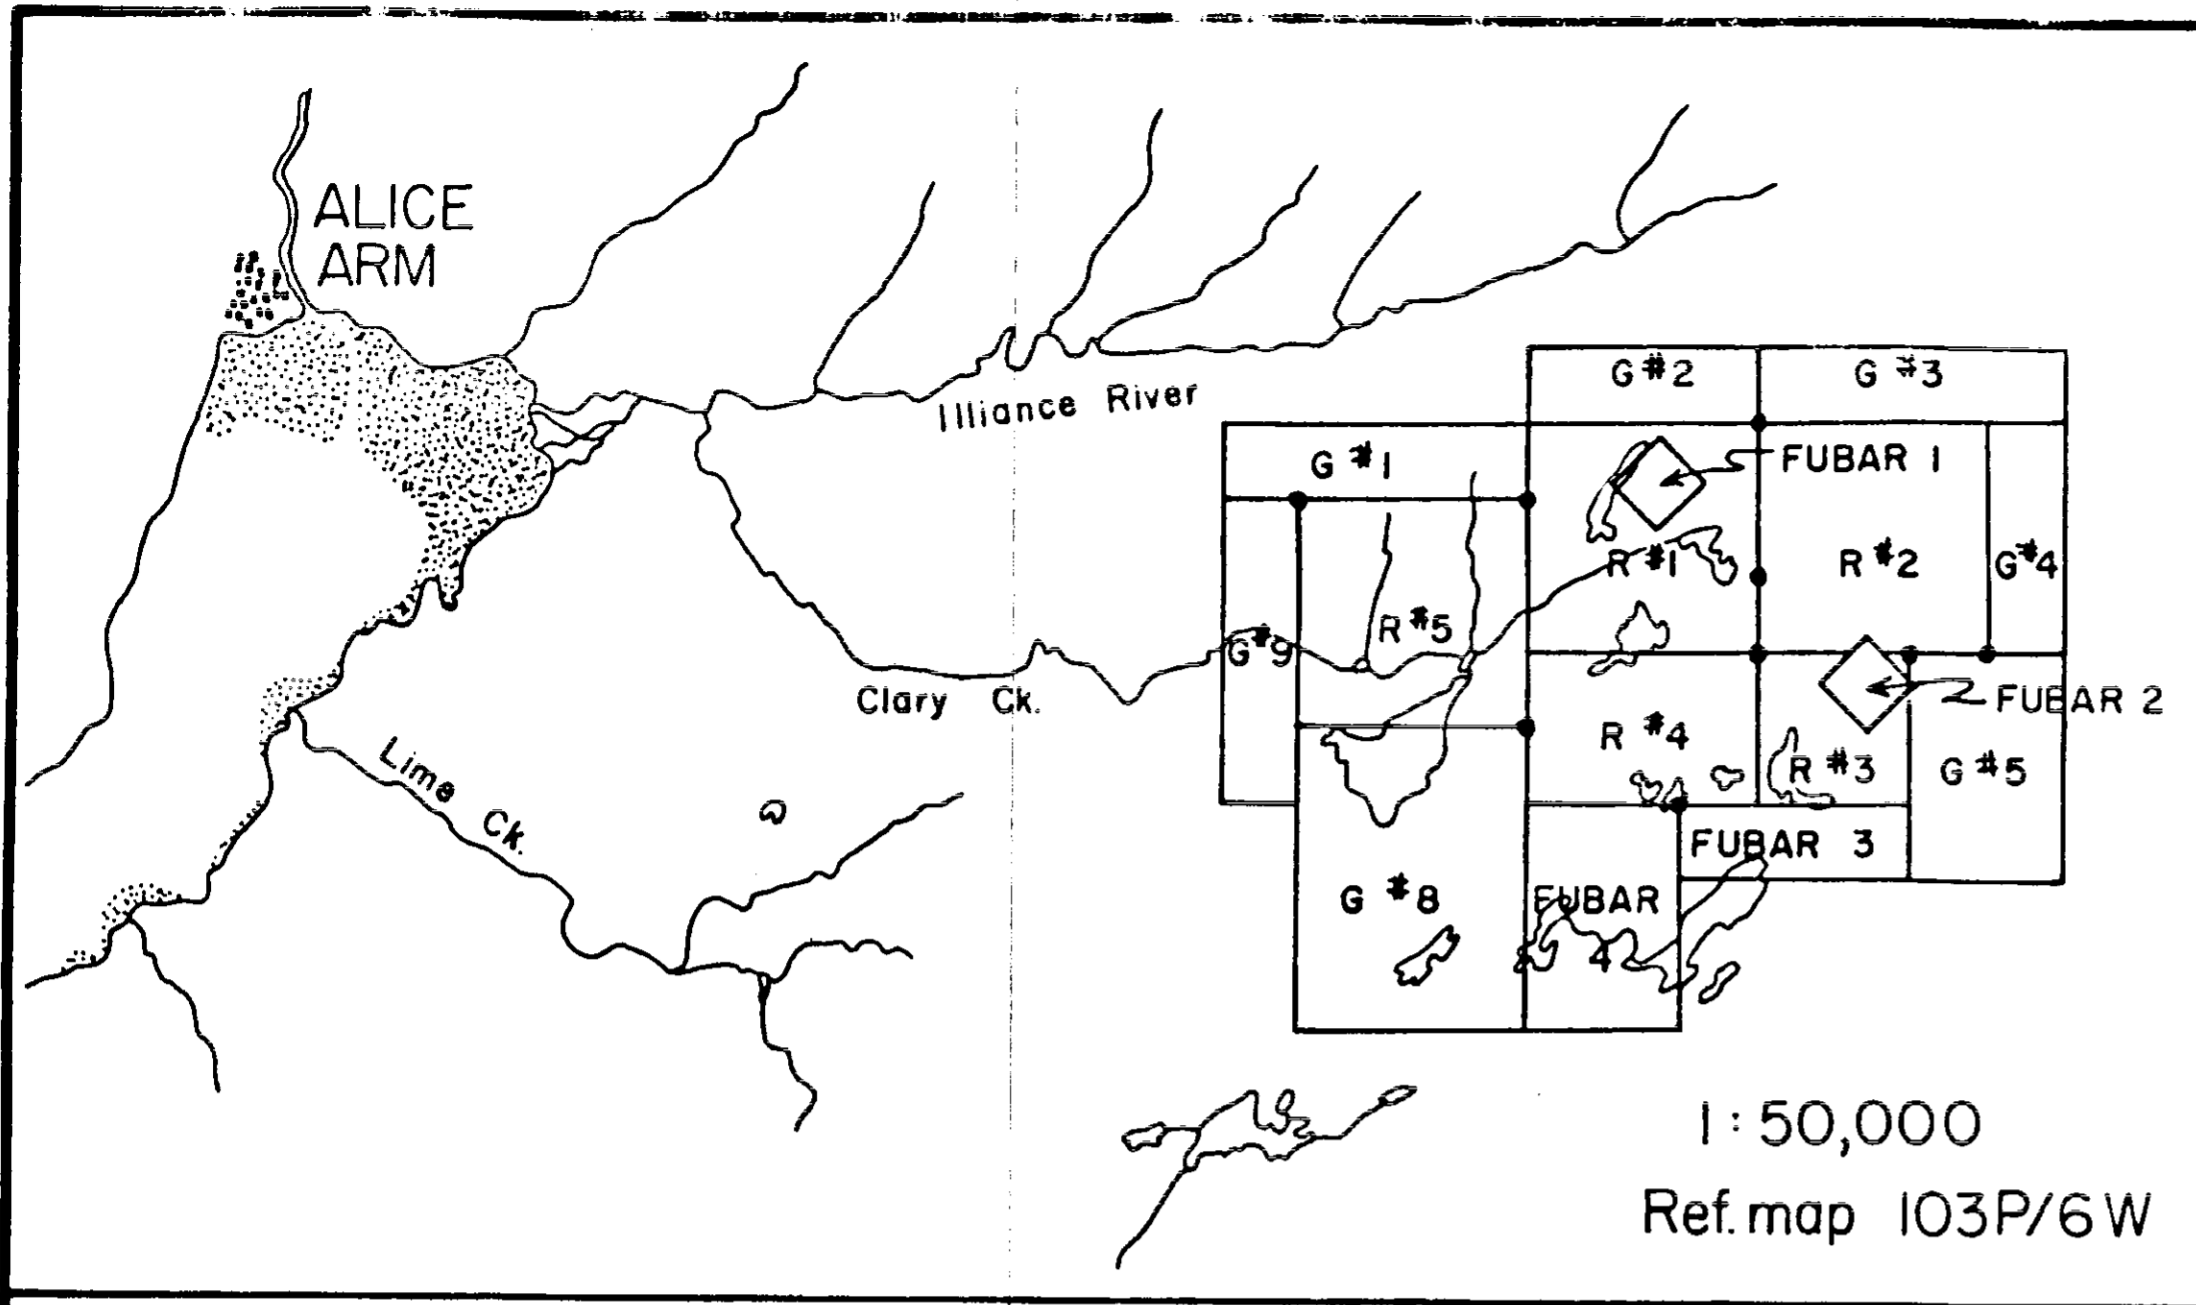 ALICE
ARM
Illiance River
G #2
G #3
G #1
FUBAR 1
R #1
R #2
G #4
R #5
G #9
Clary Ck.
FUBAR 2
R #4
R #3
G #5
Lime Ck.
FUBAR 3
G #8
FUBAR
4
1 : 50,000
Ref. map 103P/6W